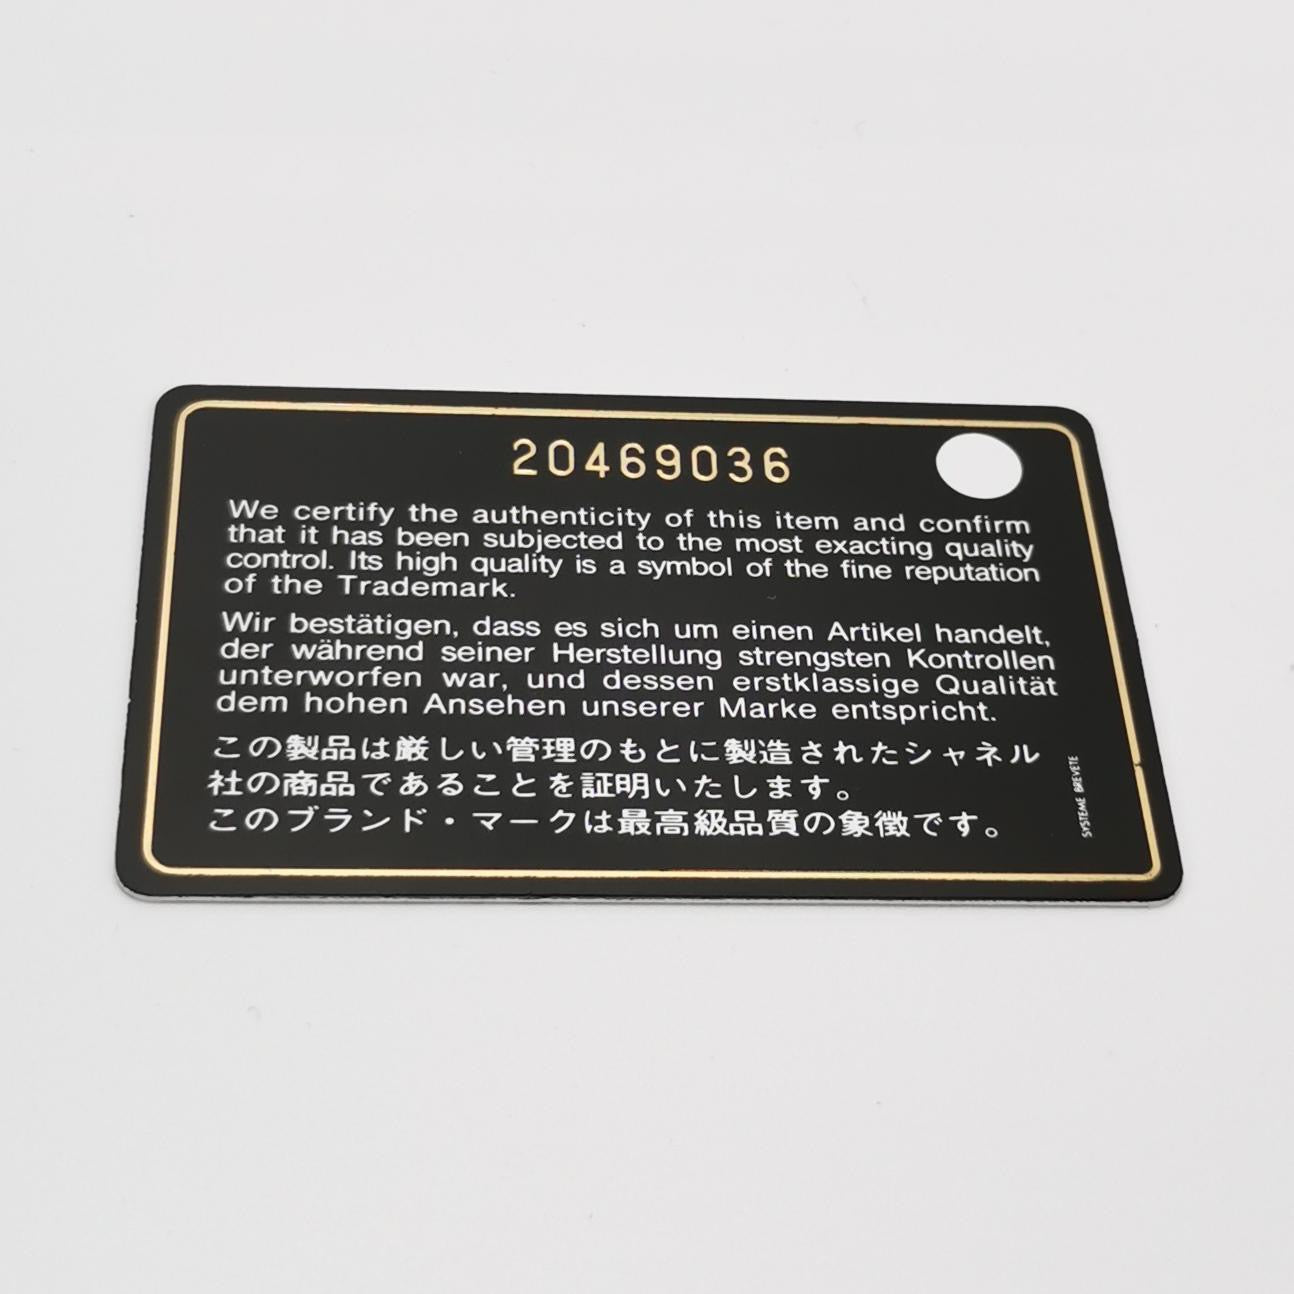 20469036
We certify the authenticity of this item and confirm
that it has been subjected to the most exacting quality
control. Its high quality is a symbol of the fine reputation
of the Trademark.
Wir bestätigen, dass es sich um einen Artikel handelt,
der während seiner Herstellung strengsten Kontrollen
unterworfen war, und dessen erstklassige Qualität
dem hohen Ansehen unserer Marke entspricht.
この製品は厳しい管理のもとに製造されたシャネル
社の商品であることを証明いたします。
このブランド・マークは最高級品質の象徴です。
SYSTEME BREVETE